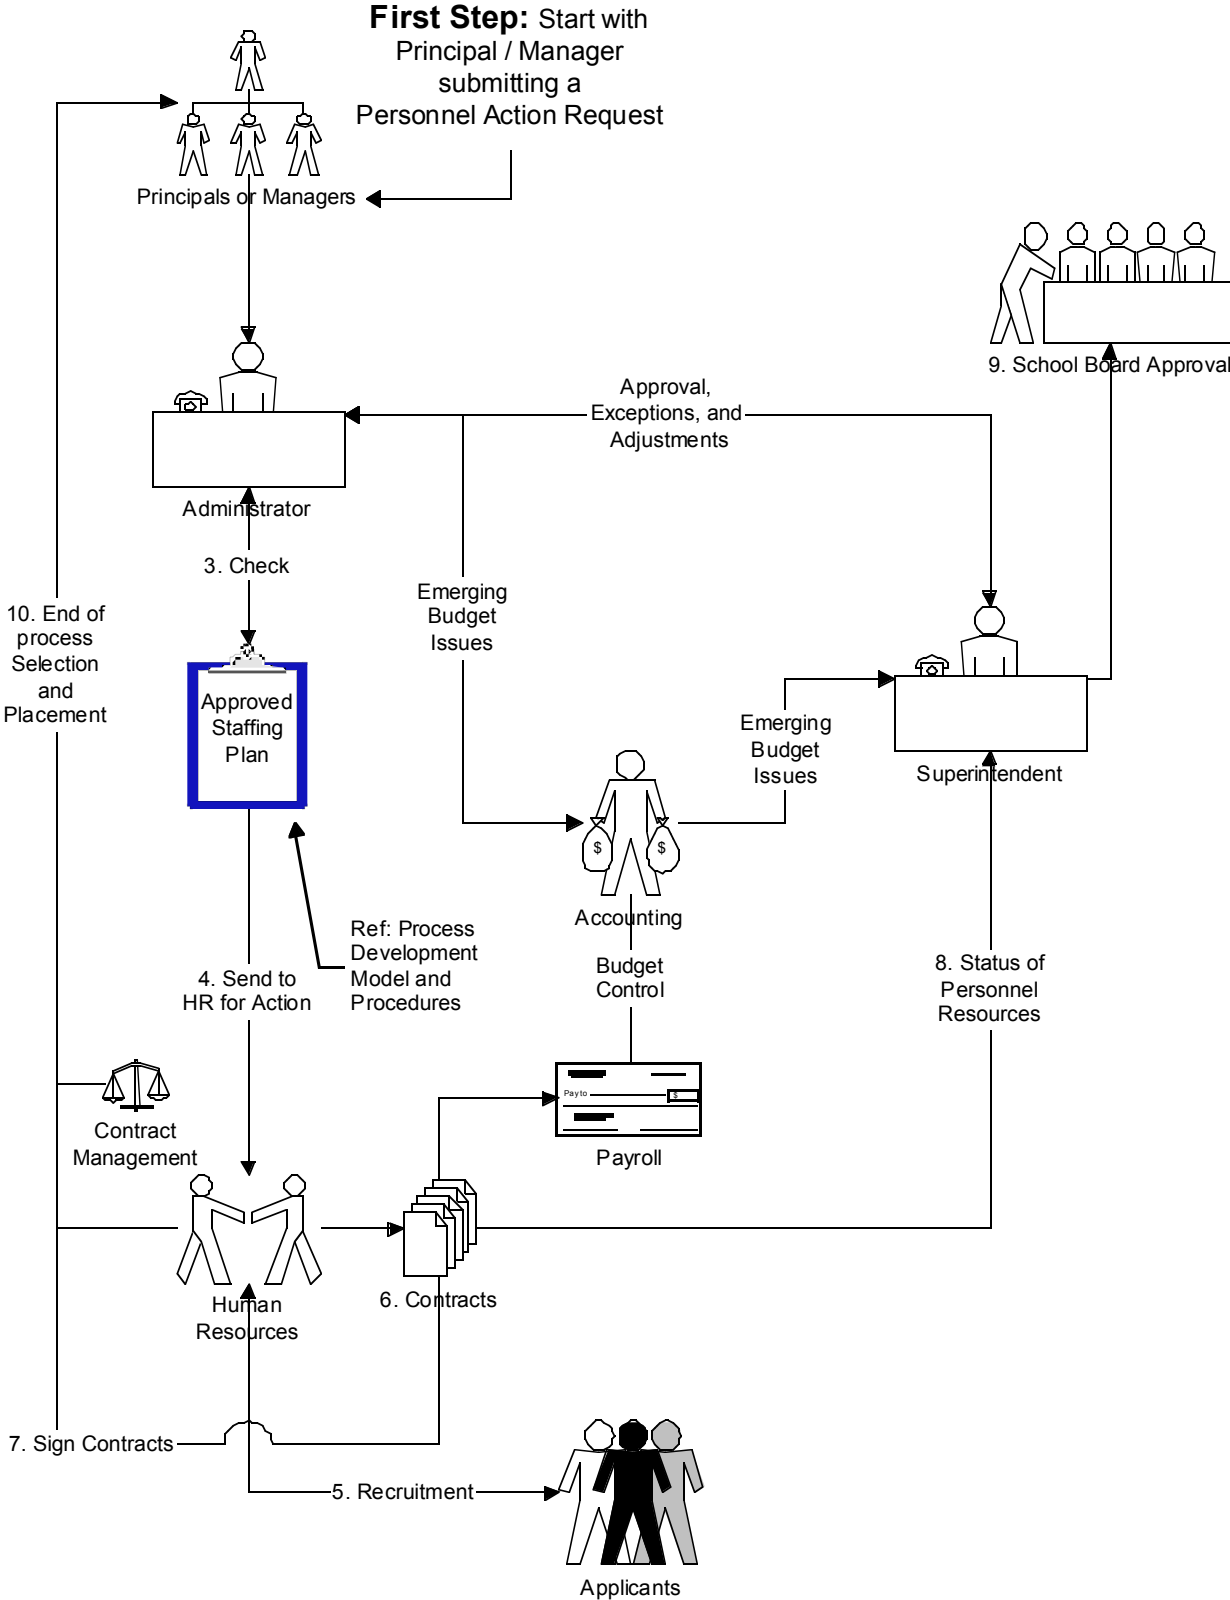 First Step: Start with
Principal / Manager
submitting a
Personnel Action Request
Principals or Managers
9. School Board Approval
Approval,
Exceptions, and
Adjustments
Administrator
3. Check
Emerging
Budget
Issues
10. End of
process
Selection
and
Placement
Approved
Staffing
Plan
Emerging
Budget
Issues
Superintendent
$
$
Accounting
Ref: Process
Development
Model and
Procedures
Budget
Control
8. Status of
Personnel
Resources
4. Send to
HR for Action
Pay to
$
Contract
Management
Payroll
Human
Resources
6. Contracts
7. Sign Contracts
5. Recruitment
Applicants